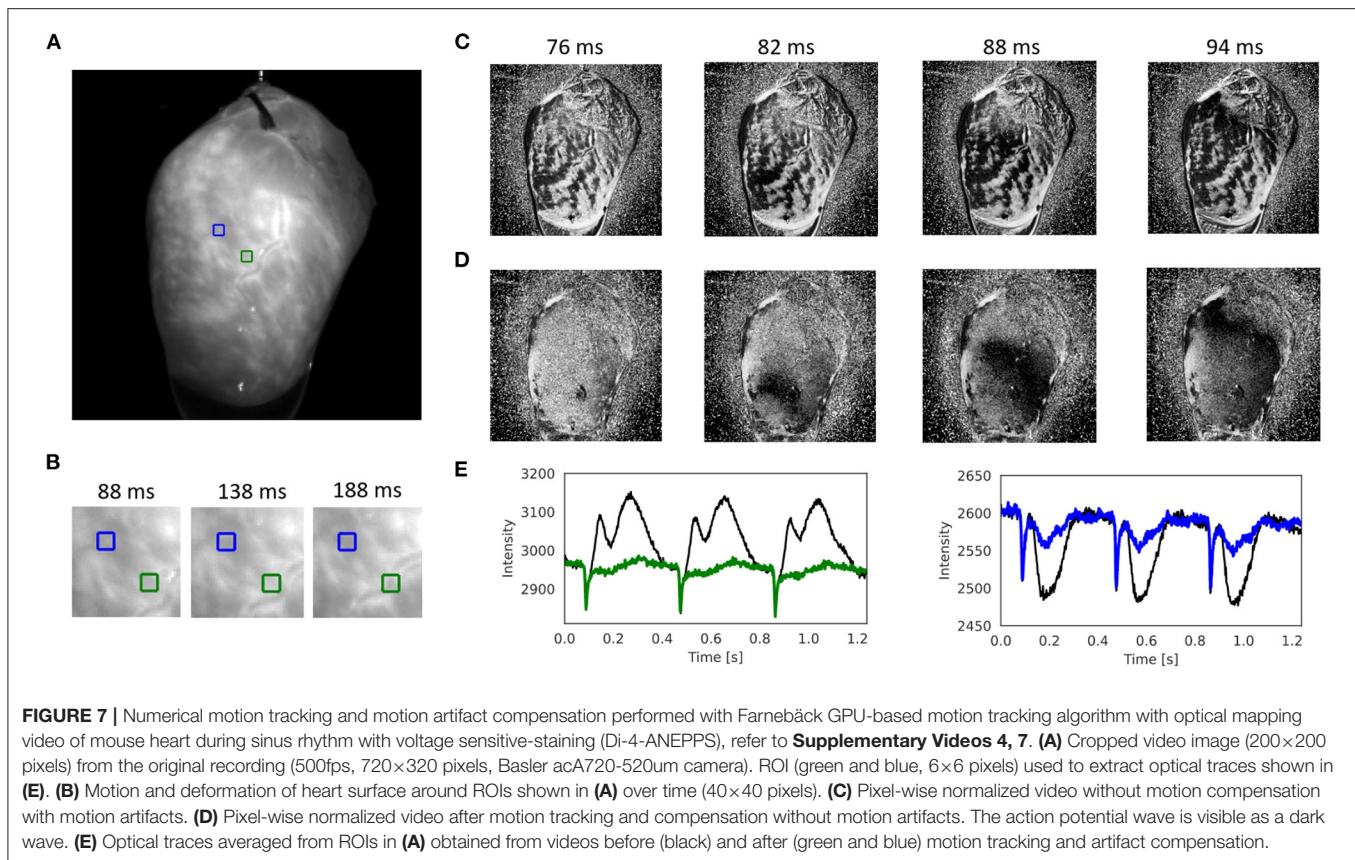 A
C
76 ms 82 ms 88 ms 94 ms
D
B
88 ms 138 ms 188 ms
E
3200
3100
3000
2900
Intensity
0.0 0.2 0.4 0.6 0.8 1.0 1.2
Time [s]
2600
2550
2500
2450
Intensity
0.0 0.2 0.4 0.6 0.8 1.0 1.2
Time [s]
FIGURE 7 | Numerical motion tracking and motion artifact compensation performed with Farnebäck GPU-based motion tracking algorithm with optical mapping
video of mouse heart during sinus rhythm with voltage sensitive-staining (Di-4-ANEPPS), refer to Supplementary Videos 4, 7. (A) Cropped video image (200×200
pixels) from the original recording (500fps, 720×320 pixels, Basler acA720-520um camera). ROI (green and blue, 6×6 pixels) used to extract optical traces shown in
(E). (B) Motion and deformation of heart surface around ROIs shown in (A) over time (40×40 pixels). (C) Pixel-wise normalized video without motion compensation
with motion artifacts. (D) Pixel-wise normalized video after motion tracking and compensation without motion artifacts. The action potential wave is visible as a dark
wave. (E) Optical traces averaged from ROIs in (A) obtained from videos before (black) and after (green and blue) motion tracking and artifact compensation.